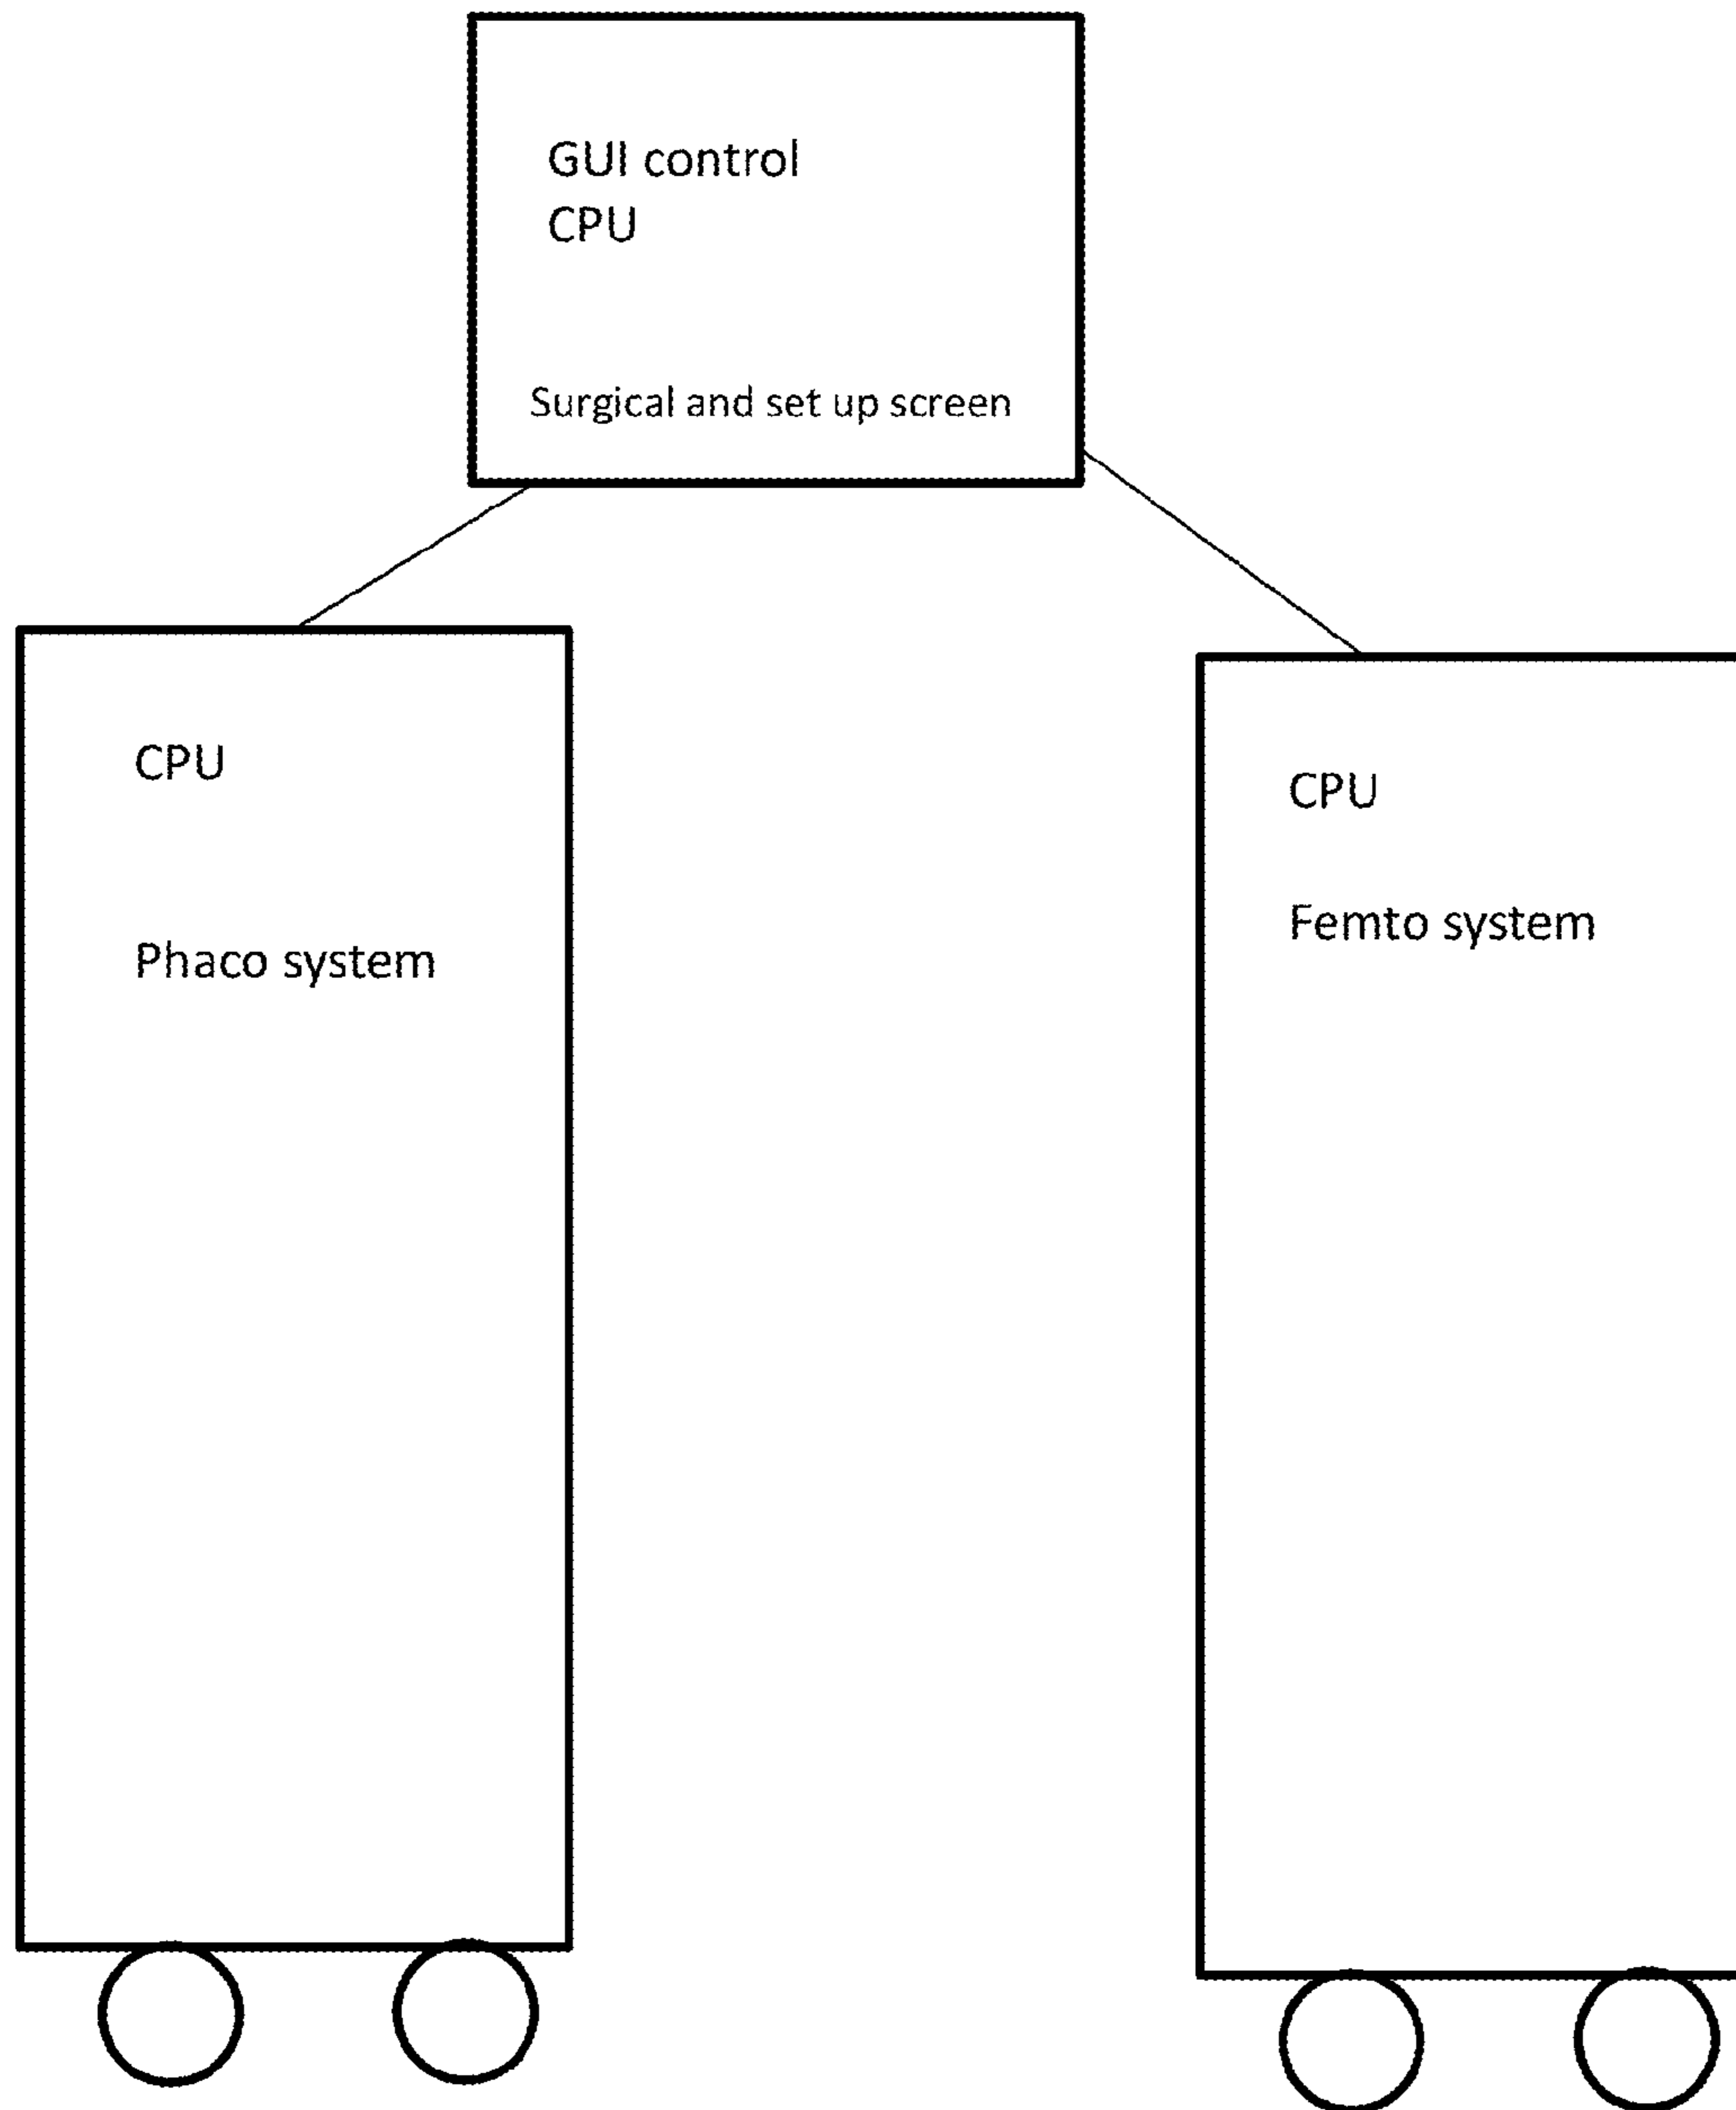 GUI control
CPU
Surgical and set up screen
CPU
Phaco system
CPU
Femto system